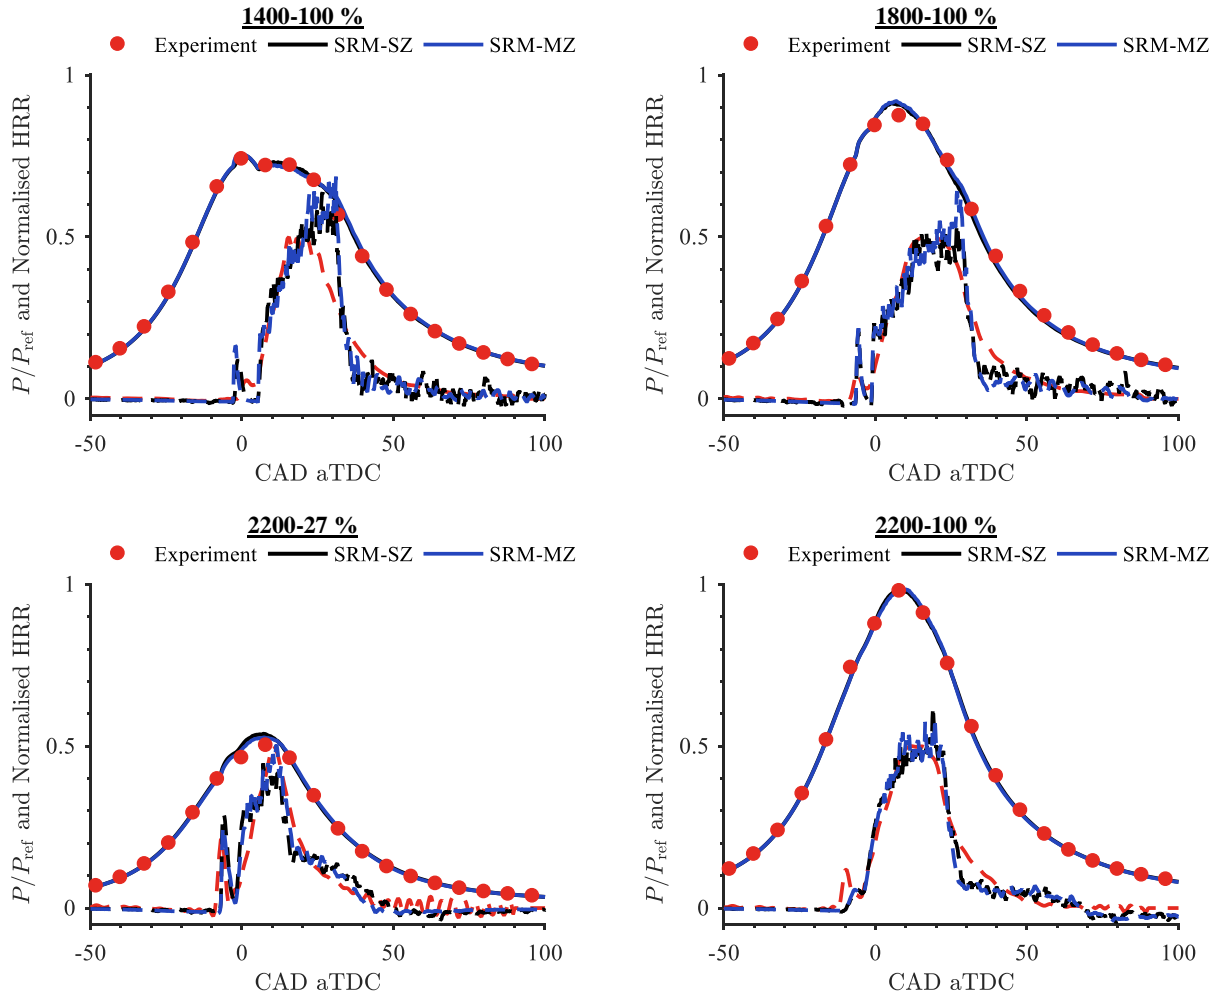 1400-100 %
Experiment SRM-SZ SRM-MZ
1
0.5
0
P/Pref and Normalised HRR
-50 0 50 100
CAD aTDC
1800-100 %
Experiment SRM-SZ SRM-MZ
1
0.5
0
P/Pref and Normalised HRR
-50 0 50 100
CAD aTDC
2200-27 %
Experiment SRM-SZ SRM-MZ
1
0.5
0
P/Pref and Normalised HRR
-50 0 50 100
CAD aTDC
2200-100 %
Experiment SRM-SZ SRM-MZ
1
0.5
0
P/Pref and Normalised HRR
-50 0 50 100
CAD aTDC